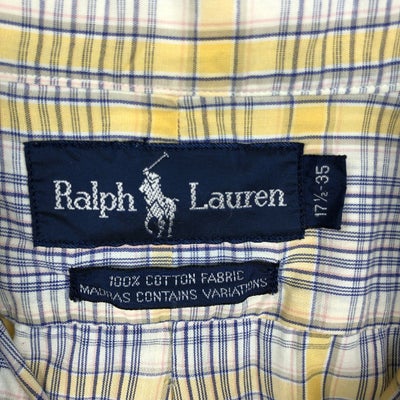 Ralph Lauren
17½-35
100% COTTON FABRIC
MADRAS CONTAINS VARIATIONS